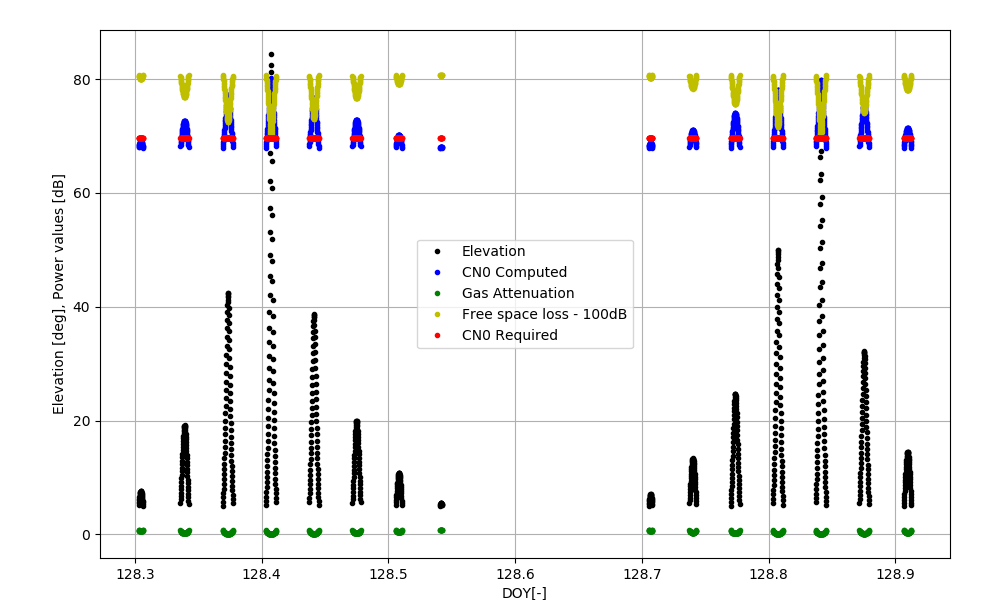 80
60
40
20
0
Elevation [deg], Power values [dB]
Elevation
CN0 Computed
Gas Attenuation
Free space loss - 100dB
CN0 Required
128.3 128.4 128.5 128.6 128.7 128.8 128.9
DOY[-]